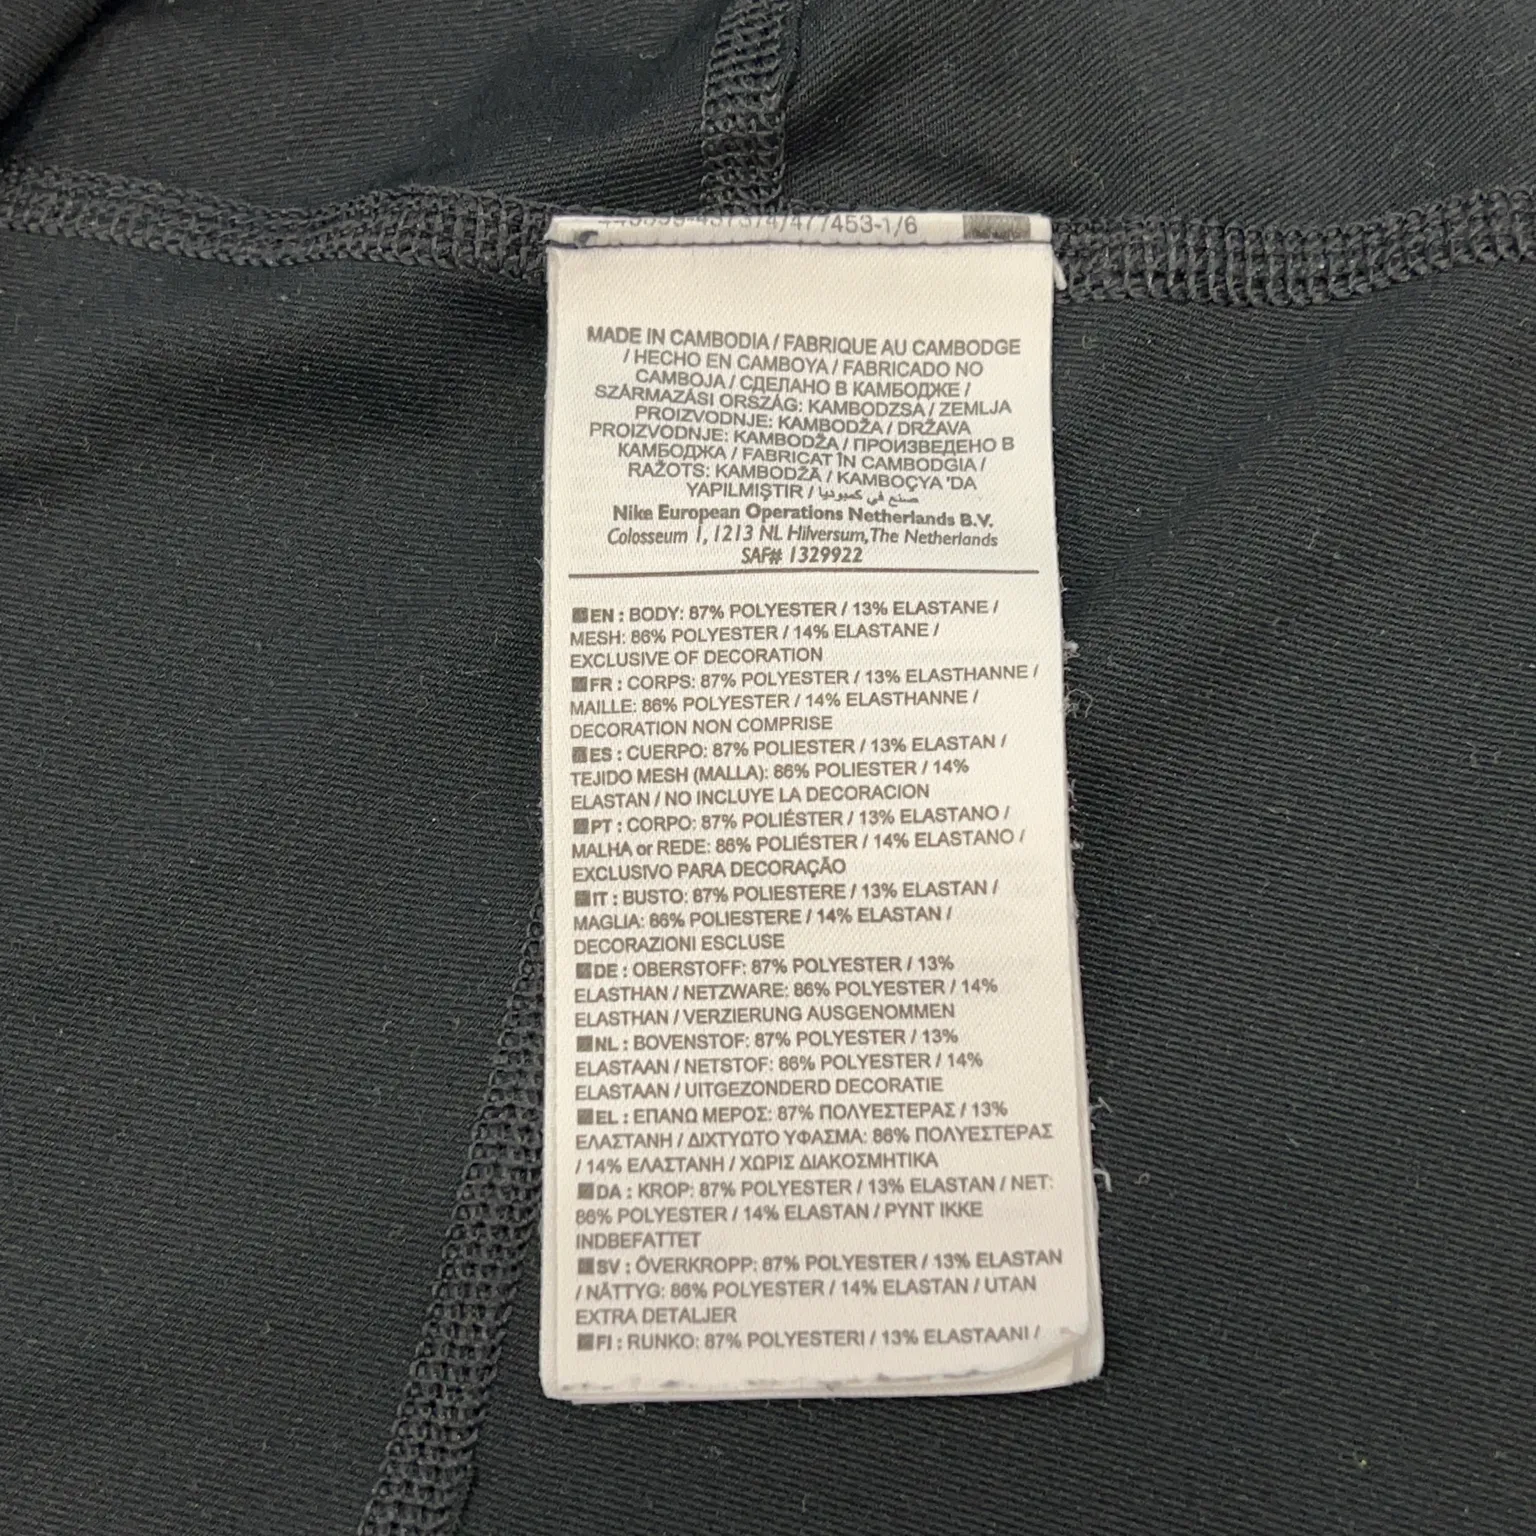 453-1/6
MADE IN CAMBODIA / FABRIQUE AU CAMBODGE
/ HECHO EN CAMBOYA / FABRICADO NO
CAMBOJA / СДЕЛАНО В КАМБОДЖЕ /
SZÁRMAZÁSI ORSZÁG: KAMBODZSA / ZEMLJA
PROIZVODNJE: KAMBODŽA / DRŽAVA
PROIZVODNJE: KAMBODŽA / ПРОИЗВЕДЕНО В
КАМБОДЖА / FABRICAT ÎN CAMBODGIA /
RAŽOTS: KAMBODŽĀ / KAMBOÇYA 'DA
YAPILMIŞTIR / صنع في كمبوديا
Nike European Operations Netherlands B.V.
Colosseum 1, 1213 NL Hilversum, The Netherlands
SAF# 1329922
EN : BODY: 87% POLYESTER / 13% ELASTANE /
MESH: 86% POLYESTER / 14% ELASTANE /
EXCLUSIVE OF DECORATION
FR : CORPS: 87% POLYESTER / 13% ELASTHANNE /
MAILLE: 86% POLYESTER / 14% ELASTHANNE /
DECORATION NON COMPRISE
ES : CUERPO: 87% POLIESTER / 13% ELASTAN /
TEJIDO MESH (MALLA): 86% POLIESTER / 14%
ELASTAN / NO INCLUYE LA DECORACION
PT : CORPO: 87% POLIÉSTER / 13% ELASTANO /
MALHA or REDE: 86% POLIÉSTER / 14% ELASTANO /
EXCLUSIVO PARA DECORAÇÃO
IT : BUSTO: 87% POLIESTERE / 13% ELASTAN /
MAGLIA: 86% POLIESTERE / 14% ELASTAN /
DECORAZIONI ESCLUSE
DE : OBERSTOFF: 87% POLYESTER / 13%
ELASTHAN / NETZWARE: 86% POLYESTER / 14%
ELASTHAN / VERZIERUNG AUSGENOMMEN
NL : BOVENSTOF: 87% POLYESTER / 13%
ELASTAAN / NETSTOF: 86% POLYESTER / 14%
ELASTAAN / UITGEZONDERD DECORATIE
EL : ΕΠΑΝΩ ΜΕΡΟΣ: 87% ΠΟΛΥΕΣΤΕΡΑΣ / 13%
ΕΛΑΣΤΑΝΗ / ΔΙΧΤΥΩΤΟ ΥΦΑΣΜΑ: 86% ΠΟΛΥΕΣΤΕΡΑΣ
/ 14% ΕΛΑΣΤΑΝΗ / ΧΩΡΙΣ ΔΙΑΚΟΣΜΗΤΙΚΑ
DA : KROP: 87% POLYESTER / 13% ELASTAN / NET:
86% POLYESTER / 14% ELASTAN / PYNT IKKE
INDBEFATTET
SV : ÖVERKROPP: 87% POLYESTER / 13% ELASTAN
/ NÄTTYG: 86% POLYESTER / 14% ELASTAN / UTAN
EXTRA DETALJER
FI : RUNKO: 87% POLYESTERI / 13% ELASTAANI /